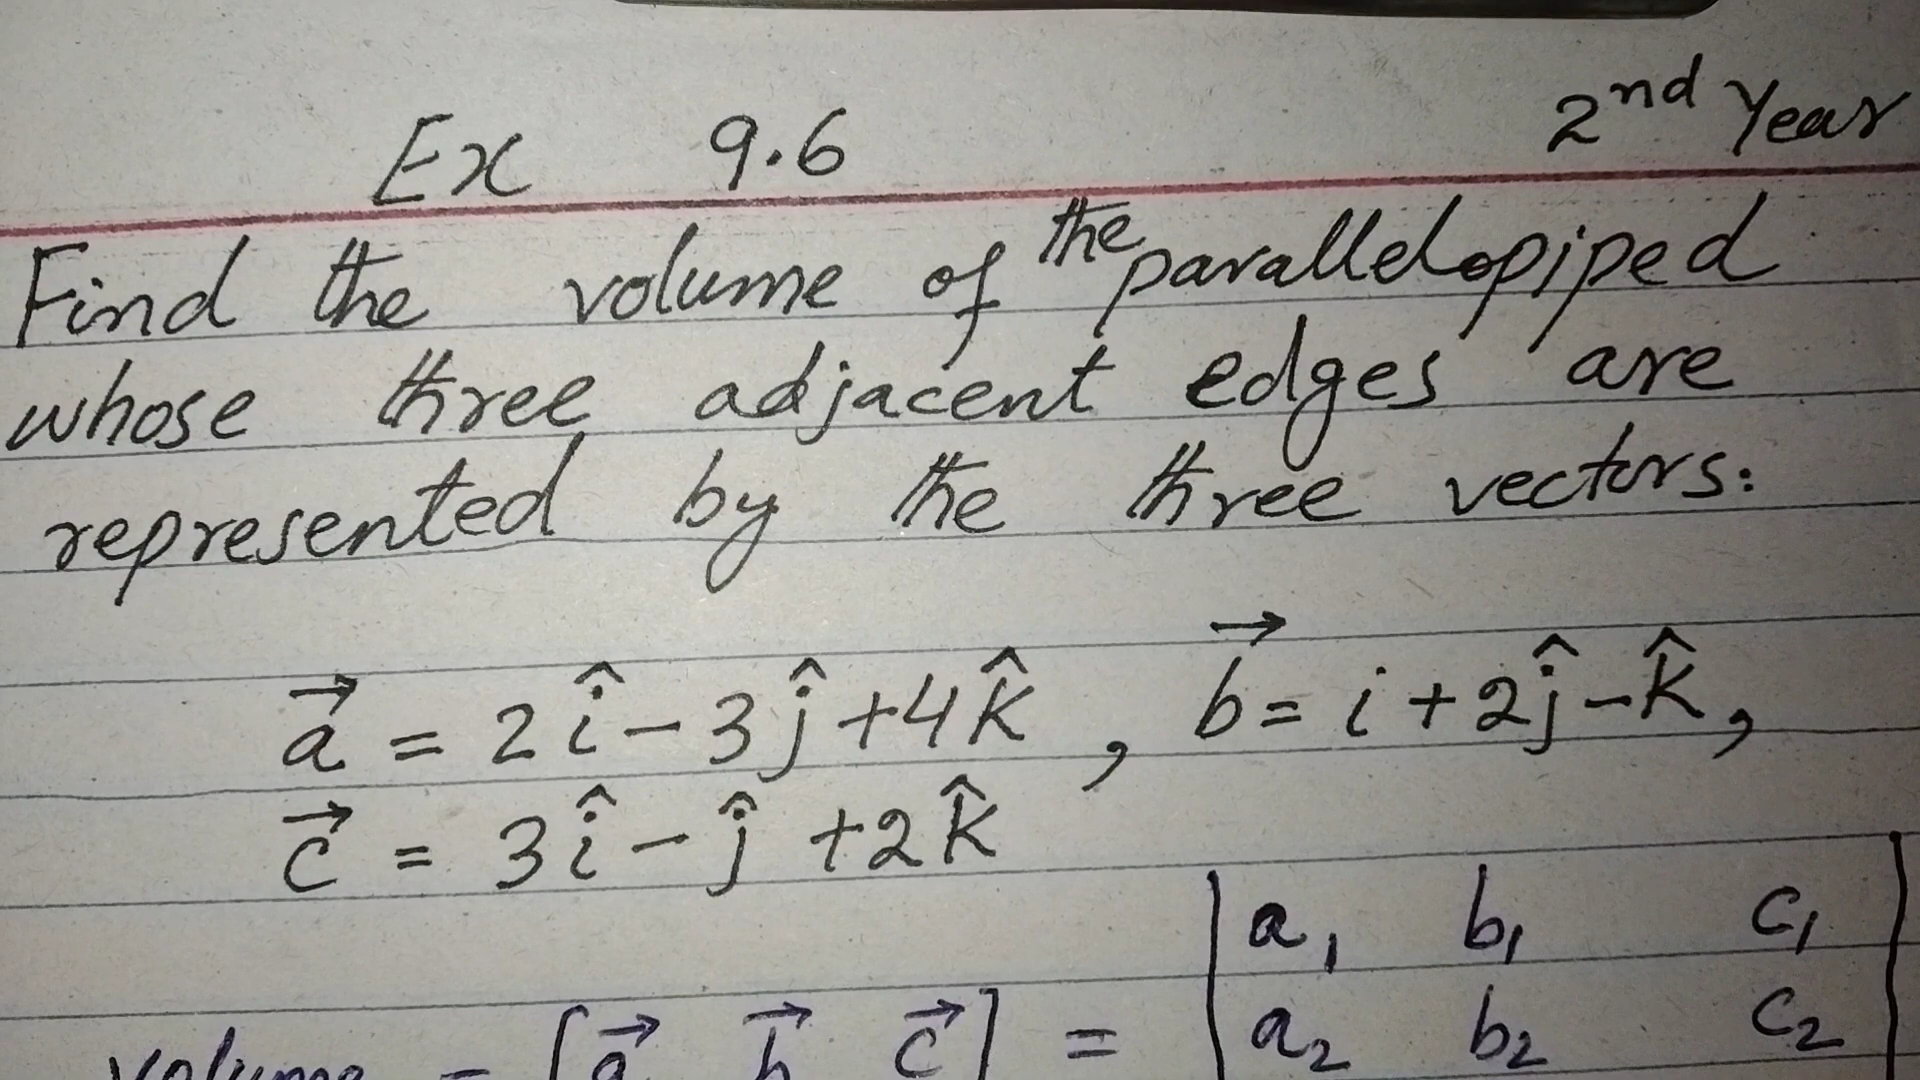 Ex 9.6
2nd Year
Find the volume of the parallelopiped
whose three adjacent edges are
represented by the three vectors:
→a = 2î - 3ĵ + 4k̂ , →b = i + 2ĵ - k̂,
→c = 3î - ĵ + 2k̂
| a₁ b₁ c₁ |
volume = [→a →b →c] = | a₂ b₂ c₂